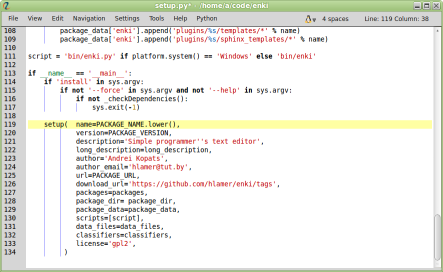 setup.py* - /home/a/code/enki
File View Edit Navigation Settings Tools Help Python 4 spaces Line: 119 Column: 38
108 package_data['enki'].append('plugins/%s/templates/*' % name)
109 package_data['enki'].append('plugins/%s/sphinx_templates/*' % name)
110
111 script = 'bin/enki.py' if platform.system() == 'Windows' else 'bin/enki'
112
113 if __name__ == '__main__':
114 if 'install' in sys.argv:
115 if not '--force' in sys.argv and not '--help' in sys.argv:
116 if not _checkDependencies():
117 sys.exit(-1)
118
119 setup( name=PACKAGE_NAME.lower(),
120 version=PACKAGE_VERSION,
121 description='Simple programmer''s text editor',
122 long_description=long_description,
123 author='Andrei Kopats',
124 author_email='hlamer@tut.by',
125 url=PACKAGE_URL,
126 download_url='https://github.com/hlamer/enki/tags',
127 packages=packages,
128 package_dir= package_dir,
129 package_data=package_data,
130 scripts=[script],
131 data_files=data_files,
132 classifiers=classifiers,
133 license='gpl2',
134 )